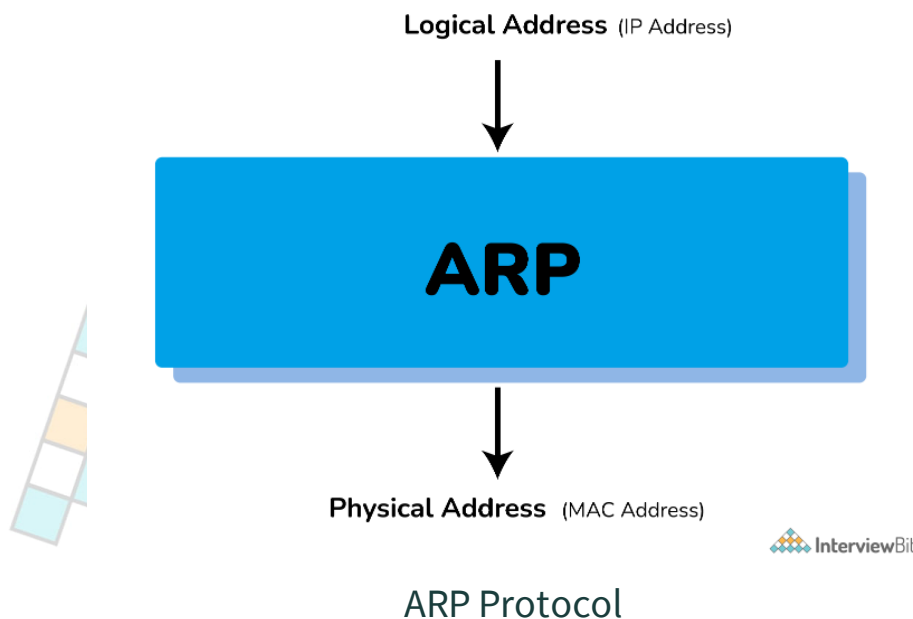 Logical Address (IP Address)
ARP
Physical Address (MAC Address)
InterviewBit
ARP Protocol